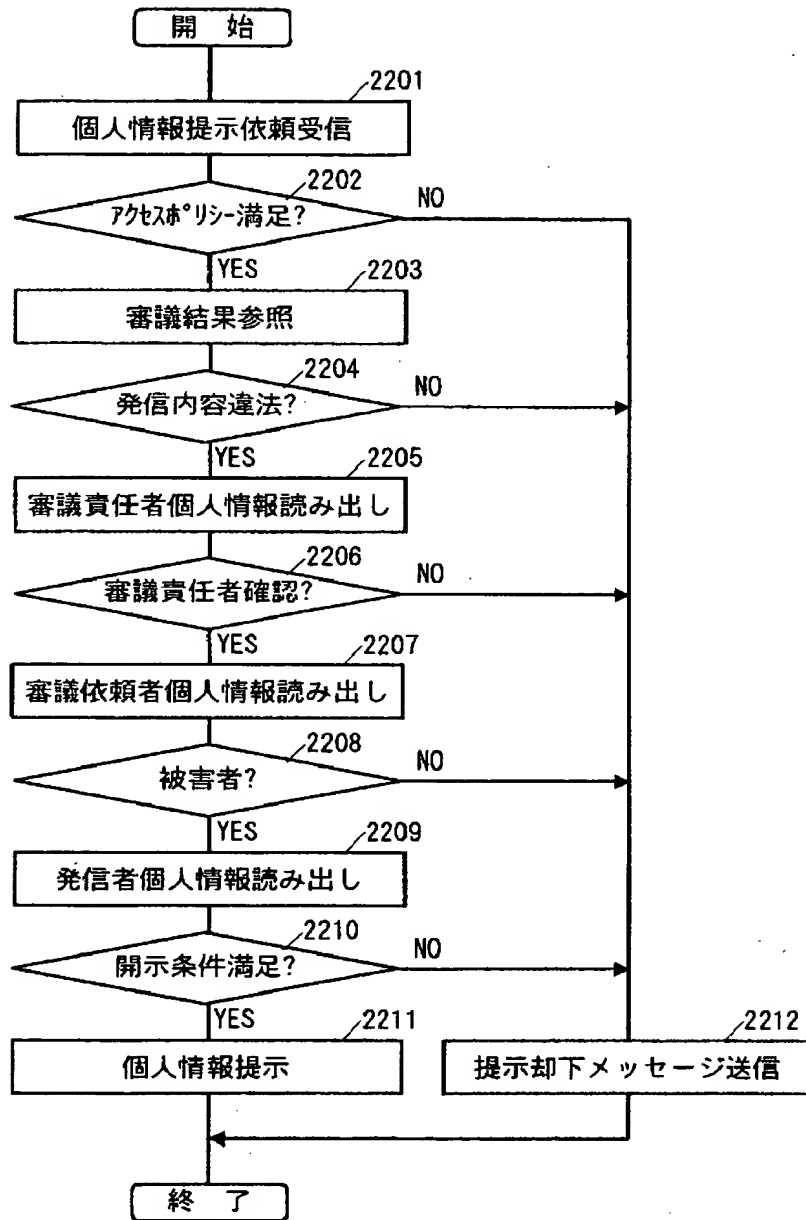 開 始
2201
個人情報提示依頼受信
2202
アクセスポリシー満足?
NO
YES
2203
審議結果参照
2204
発信内容違法?
NO
YES
2205
審議責任者個人情報読み出し
2206
審議責任者確認?
NO
YES
2207
審議依頼者個人情報読み出し
2208
被害者?
NO
YES
2209
発信者個人情報読み出し
2210
開示条件満足?
NO
YES
2211
個人情報提示
2212
提示却下メッセージ送信
終 了